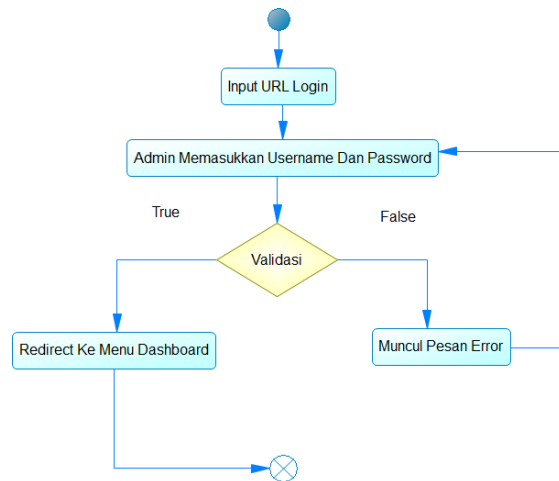 Input URL Login
Admin Memasukkan Username Dan Password
True
False
Validasi
Redirect Ke Menu Dashboard
Muncul Pesan Error